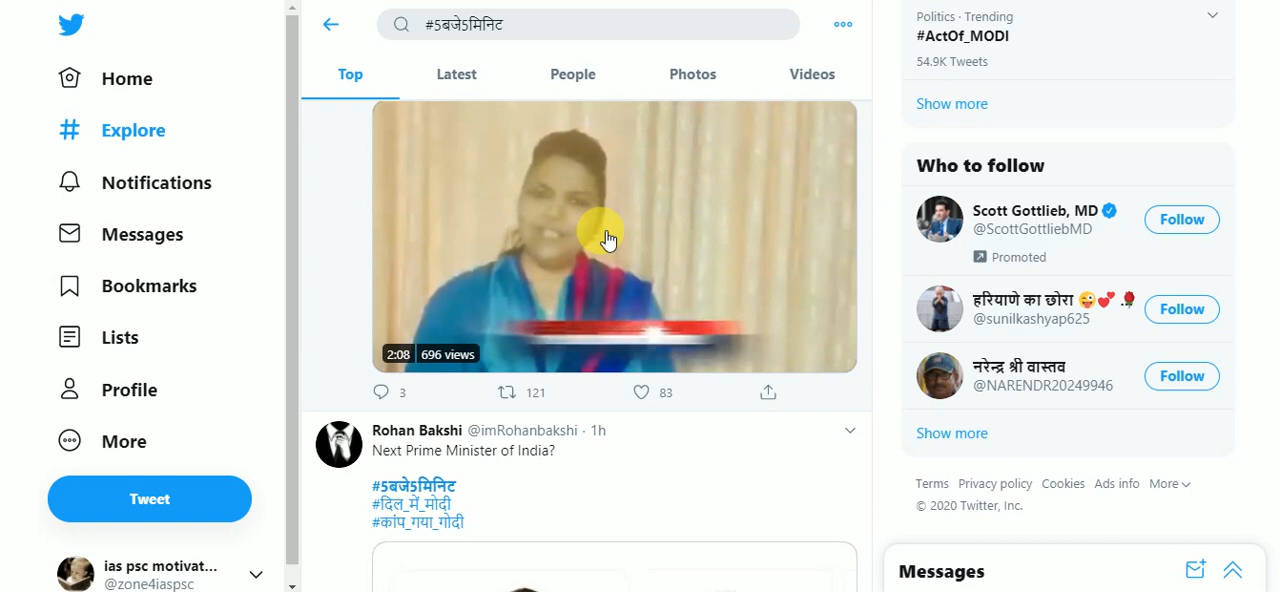 Home
Explore
Notifications
Messages
Bookmarks
Lists
Profile
More
Tweet
ias psc motivat...
@zone4iaspsc
#5बजे5मिनिट
Top
Latest
People
Photos
Videos
2:08
696 views
3
121
83
Rohan Bakshi @imRohanbakshi · 1h
Next Prime Minister of India?
#5बजे5मिनिट
#दिल_में_मोदी
#कांप_गया_गोदी
Politics · Trending
#ActOf_MODI
54.9K Tweets
Show more
Who to follow
Scott Gottlieb, MD
@ScottGottliebMD
Promoted
Follow
हरियाणे का छोरा 😜💕 🌹
@sunilkashyap625
Follow
नरेन्द्र श्री वास्तव
@NARENDR20249946
Follow
Show more
Terms Privacy policy Cookies Ads info More
© 2020 Twitter, Inc.
Messages